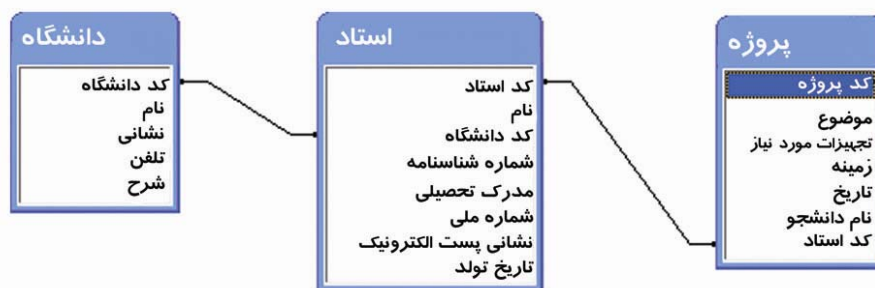 پروژه
کد پروژه
موضوع
تجهیزات مورد نیاز
زمینه
تاریخ
نام دانشجو
کد استاد
استاد
کد استاد
نام
کد دانشگاه
شماره شناسنامه
مدرک تحصیلی
شماره ملی
نشانی پست الکترونیک
تاریخ تولد
دانشگاه
کد دانشگاه
نام
نشانی
تلفن
شرح